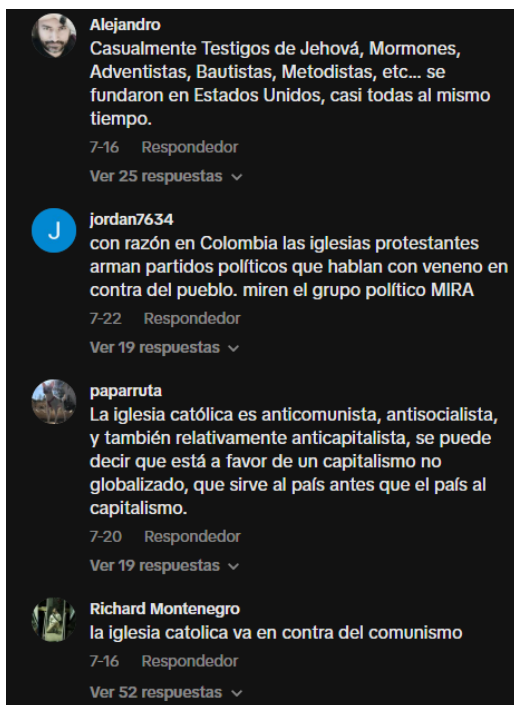 Alejandro
Casualmente Testigos de Jehová, Mormones,
Adventistas, Bautistas, Metodistas, etc... se
fundaron en Estados Unidos, casi todas al mismo
tiempo.
7-16 Respondedor
Ver 25 respuestas
J
jordan7634
con razón en Colombia las iglesias protestantes
arman partidos políticos que hablan con veneno en
contra del pueblo. miren el grupo político MIRA
7-22 Respondedor
Ver 19 respuestas
paparruta
La iglesia católica es anticomunista, antisocialista,
y también relativamente anticapitalista, se puede
decir que está a favor de un capitalismo no
globalizado, que sirve al país antes que el país al
capitalismo.
7-20 Respondedor
Ver 19 respuestas
Richard Montenegro
la iglesia catolica va en contra del comunismo
7-16 Respondedor
Ver 52 respuestas